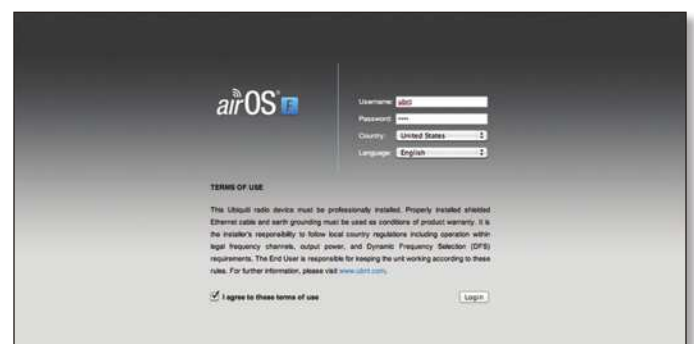 airOS F
Username: ubnt
Password: ••••
Country: United States
Language: English
TERMS OF USE
This Ubiquiti radio device must be professionally installed. Properly installed shielded
Ethernet cable and earth grounding must be used as conditions of product warranty. It is
the installer's responsibility to follow local country regulations including operation within
legal frequency channels, output power, and Dynamic Frequency Selection (DFS)
requirements. The End User is responsible for keeping the unit working according to these
rules. For further information, please visit www.ubnt.com.
I agree to these terms of use
Login